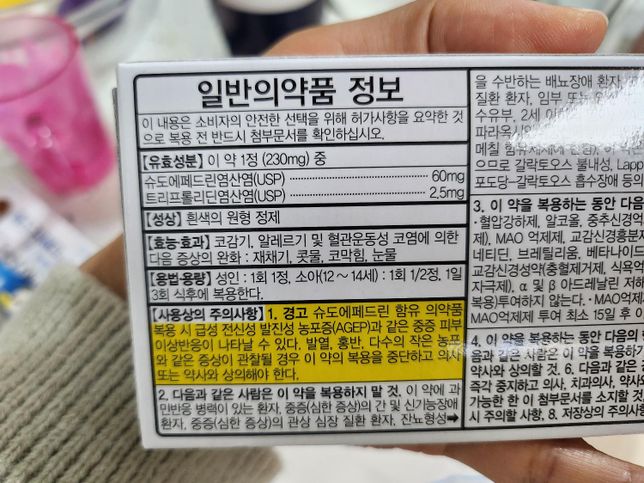 일반의약품 정보
이 내용은 소비자의 안전한 선택을 위해 허가사항을 요약한 것
으로 복용 전 반드시 첨부문서를 확인하십시오.
[유효성분] 이 약 1정 (230mg) 중
슈도에페드린염산염(USP) 60mg
트리프롤리딘염산염(USP) 2.5mg
[성상] 흰색의 원형 정제
[효능·효과] 코감기, 알레르기 및 혈관운동성 코염에 의한
다음 증상의 완화 : 재채기, 콧물, 코막힘, 눈물
[용법·용량] 성인 : 1회 1정, 소아(12~14세) : 1회 1/2정, 1일
3회 식후에 복용한다.
[사용상의 주의사항] 1. 경고 슈도에페드린 함유 의약품
복용 시 급성 전신성 발진성 농포증(AGEP)과 같은 중증 피부
이상반응이 나타날 수 있다. 발열, 홍반, 다수의 작은 농포
와 같은 증상이 관찰될 경우 이 약의 복용을 중단하고 의사
또는 약사와 상의해야 한다.
2. 다음과 같은 사람은 이 약을 복용하지 말 것. 이 약에 과
민반응 병력이 있는 환자, 중증(심한 증상)의 간 및 신기능장애
환자, 중증(심한 증상)의 관상 심장 질환 환자, 잔뇨형성➡
을 수반하는 배뇨장애 환자
질환 환자, 임부 또는
수유부, 2세
파라옥시
메칠
으로 갈락토오스 불내성, Lapp
포도당-갈락토오스 흡수장애 등의
3. 이 약을 복용하는 동안 다음
·혈압강하제, 알코올, 중추신경
제), MAO 억제제, 교감신경흥분
네티딘, 브레틸리움, 베타니딘
교감신경성약(충혈제거제, 식욕
자극제), α 및 β 아드레날린 저해
복용)투여하지 않는다. ·MAO억제
MAO억제제 투여 최소 15일 후 이
4. 이 약을 복용하는 동안 다음의
음과 같은 사람은 이 약을 복용하기
약사와 상의할 것. 6. 다음과 같은
즉각 중지하고 의사, 치과의사, 약사
가능한 한 이 첨부문서를 소지할 것.
시 주의할 사항. 8. 저장상의 주의사